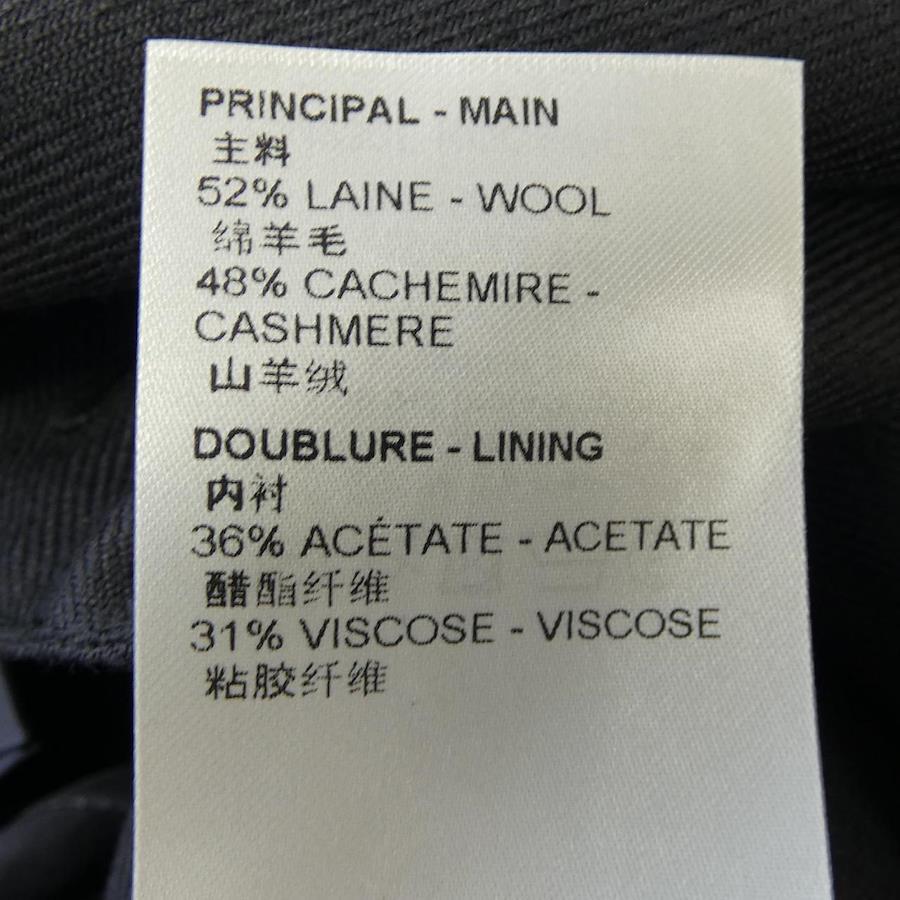 PRINCIPAL - MAIN
主料
52% LAINE - WOOL
绵羊毛
48% CACHEMIRE -
CASHMERE
山羊绒
DOUBLURE - LINING
内衬
36% ACÉTATE - ACETATE
醋酯纤维
31% VISCOSE - VISCOSE
粘胶纤维